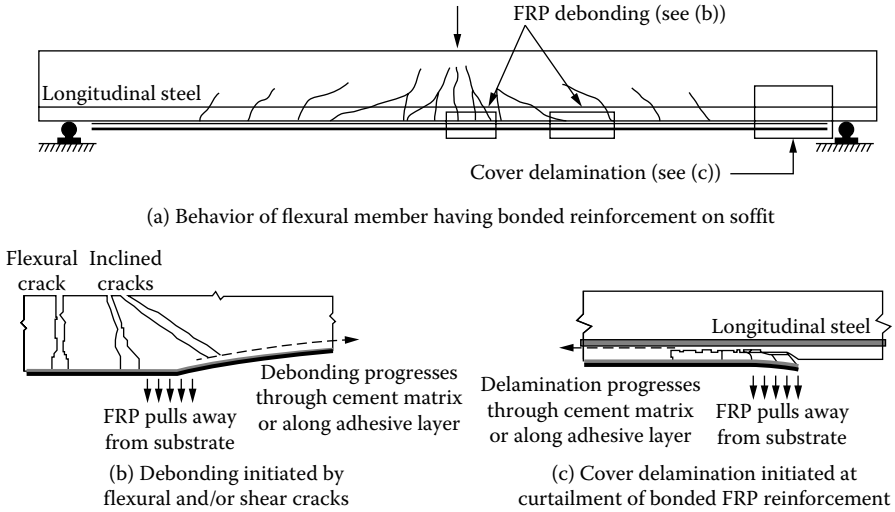 FRP debonding (see (b))
Longitudinal steel
Cover delamination (see (c))
(a) Behavior of flexural member having bonded reinforcement on soffit
Flexural
crack
Inclined
cracks
Debonding progresses
through cement matrix
or along adhesive layer
FRP pulls away
from substrate
(b) Debonding initiated by
flexural and/or shear cracks
Longitudinal steel
Delamination progresses
through cement matrix
or along adhesive layer
FRP pulls away
from substrate
(c) Cover delamination initiated at
curtailment of bonded FRP reinforcement